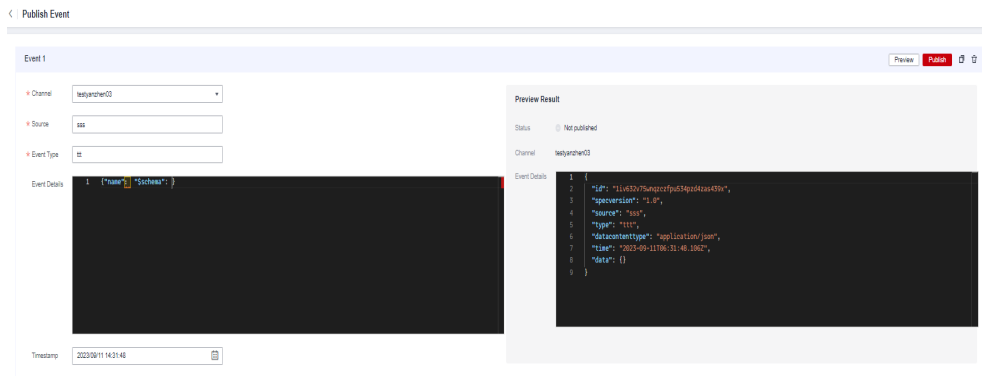 Publish Event
Event 1
Preview
Publish
* Channel
testyanzhen03
* Source
sss
* Event Type
ttt
Event Details
1 {"name": "$schema": }
Timestamp
2023/09/11 14:31:48
Preview Result
Status
Not published
Channel
testyanzhen03
Event Details
1 {
2 "id": "1iv632v75wnqzczfpu534pzd4zas439x",
3 "specversion": "1.0",
4 "source": "sss",
5 "type": "ttt",
6 "datacontenttype": "application/json",
7 "time": "2023-09-11T06:31:48.106Z",
8 "data": {}
9 }